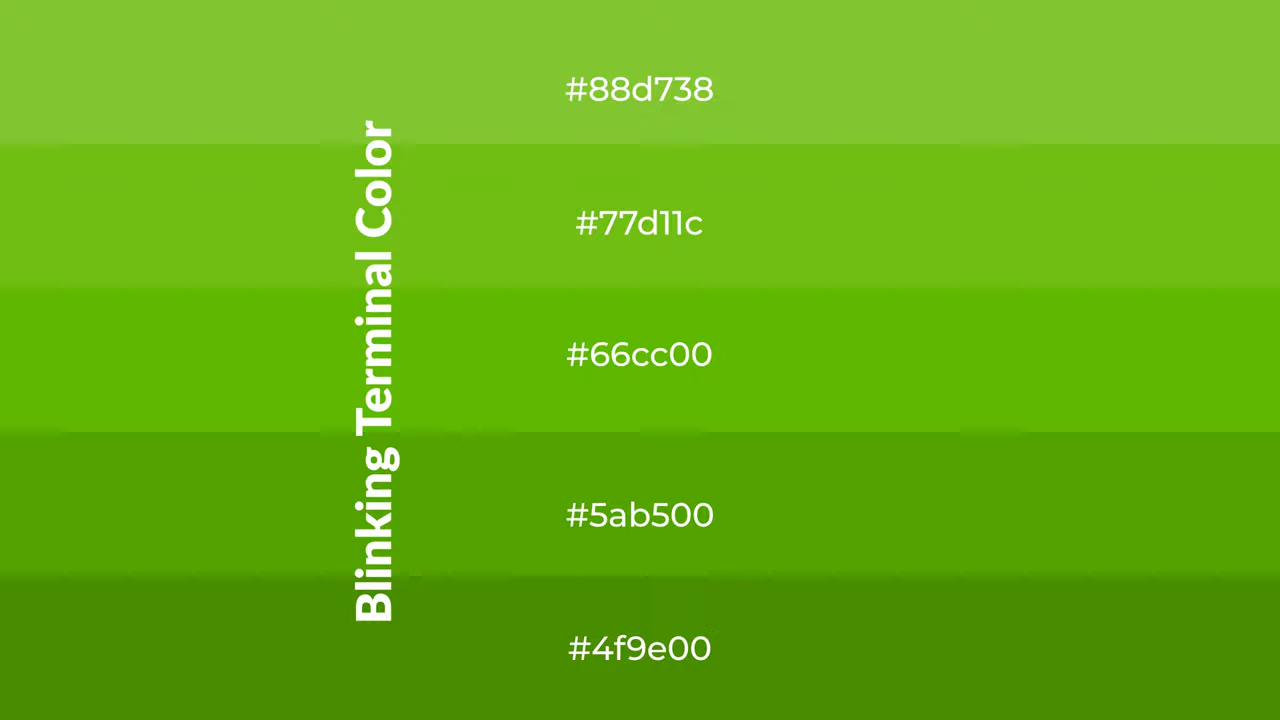 Blinking Terminal Color
#88d738
#77d11c
#66cc00
#5ab500
#4f9e00